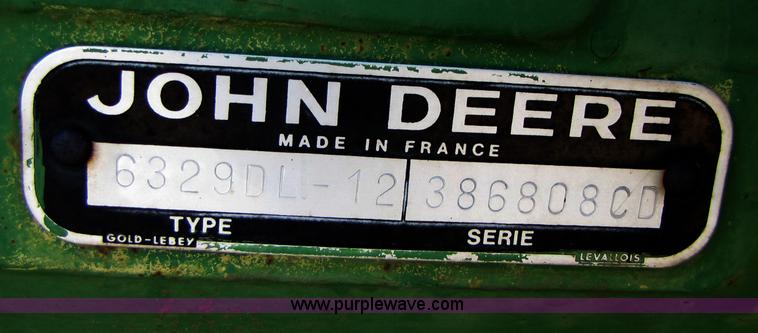 JOHN DEERE
MADE IN FRANCE
6329DL-12 386808CD
TYPE SERIE
GOLD-LEBEY LEVALLOIS
www.purplewave.com